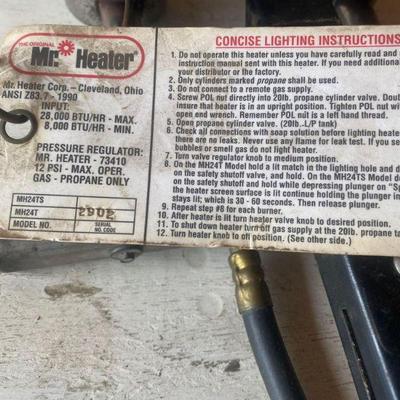 THE ORIGINAL
Mr. Heater
Mr. Heater Corp. – Cleveland, Ohio
ANSI Z83.7 - 1990
INPUT:
28,000 BTU/HR - MAX.
8,000 BTU/HR - MIN.
PRESSURE REGULATOR:
MR. HEATER - 73410
12 PSI - MAX. OPER.
GAS - PROPANE ONLY
MH24TS
MH24T 2902
MODEL NO. SERIAL NO. CODE
CONCISE LIGHTING INSTRUCTIONS
1. Do not operate this heater unless you have carefully read and
instruction manual sent with this heater. If you need additional
your distributor or the factory.
2. Only cylinders marked propane shall be used.
3. Do not connect to a remote gas supply.
4. Screw POL nut directly into 20lb. propane cylinder valve. Double
insure that heater is in an upright position. Tighten POL nut with
open end wrench. Remember POL nut is a left hand thread.
5. Open propane cylinder valve. (20lb.-L/P tank)
6. Check all connections with soap solution before lighting heater
there are no leaks. Never use any flame for leak test. If you see
bubbles or smell gas do not light heater.
7. Turn valve regulator knob to medium position.
8. On the MH24T Model hold a lit match in the lighting hole and de
on the safety shutoff valve, and hold. On the MH24TS Model de
on the safety shutoff valve and hold while depressing plunger on "Sp
the heater screen surface is lit continue holding the plunger in
stays lit; which is 30 - 60 seconds. Then release plunger.
9. Repeat step #8 for each burner.
10. After heater is lit turn heater valve knob to desired position.
11. To shut down heater turn off gas supply at the 20lb. propane ta
12. Turn heater knob to off position. (See other side.)